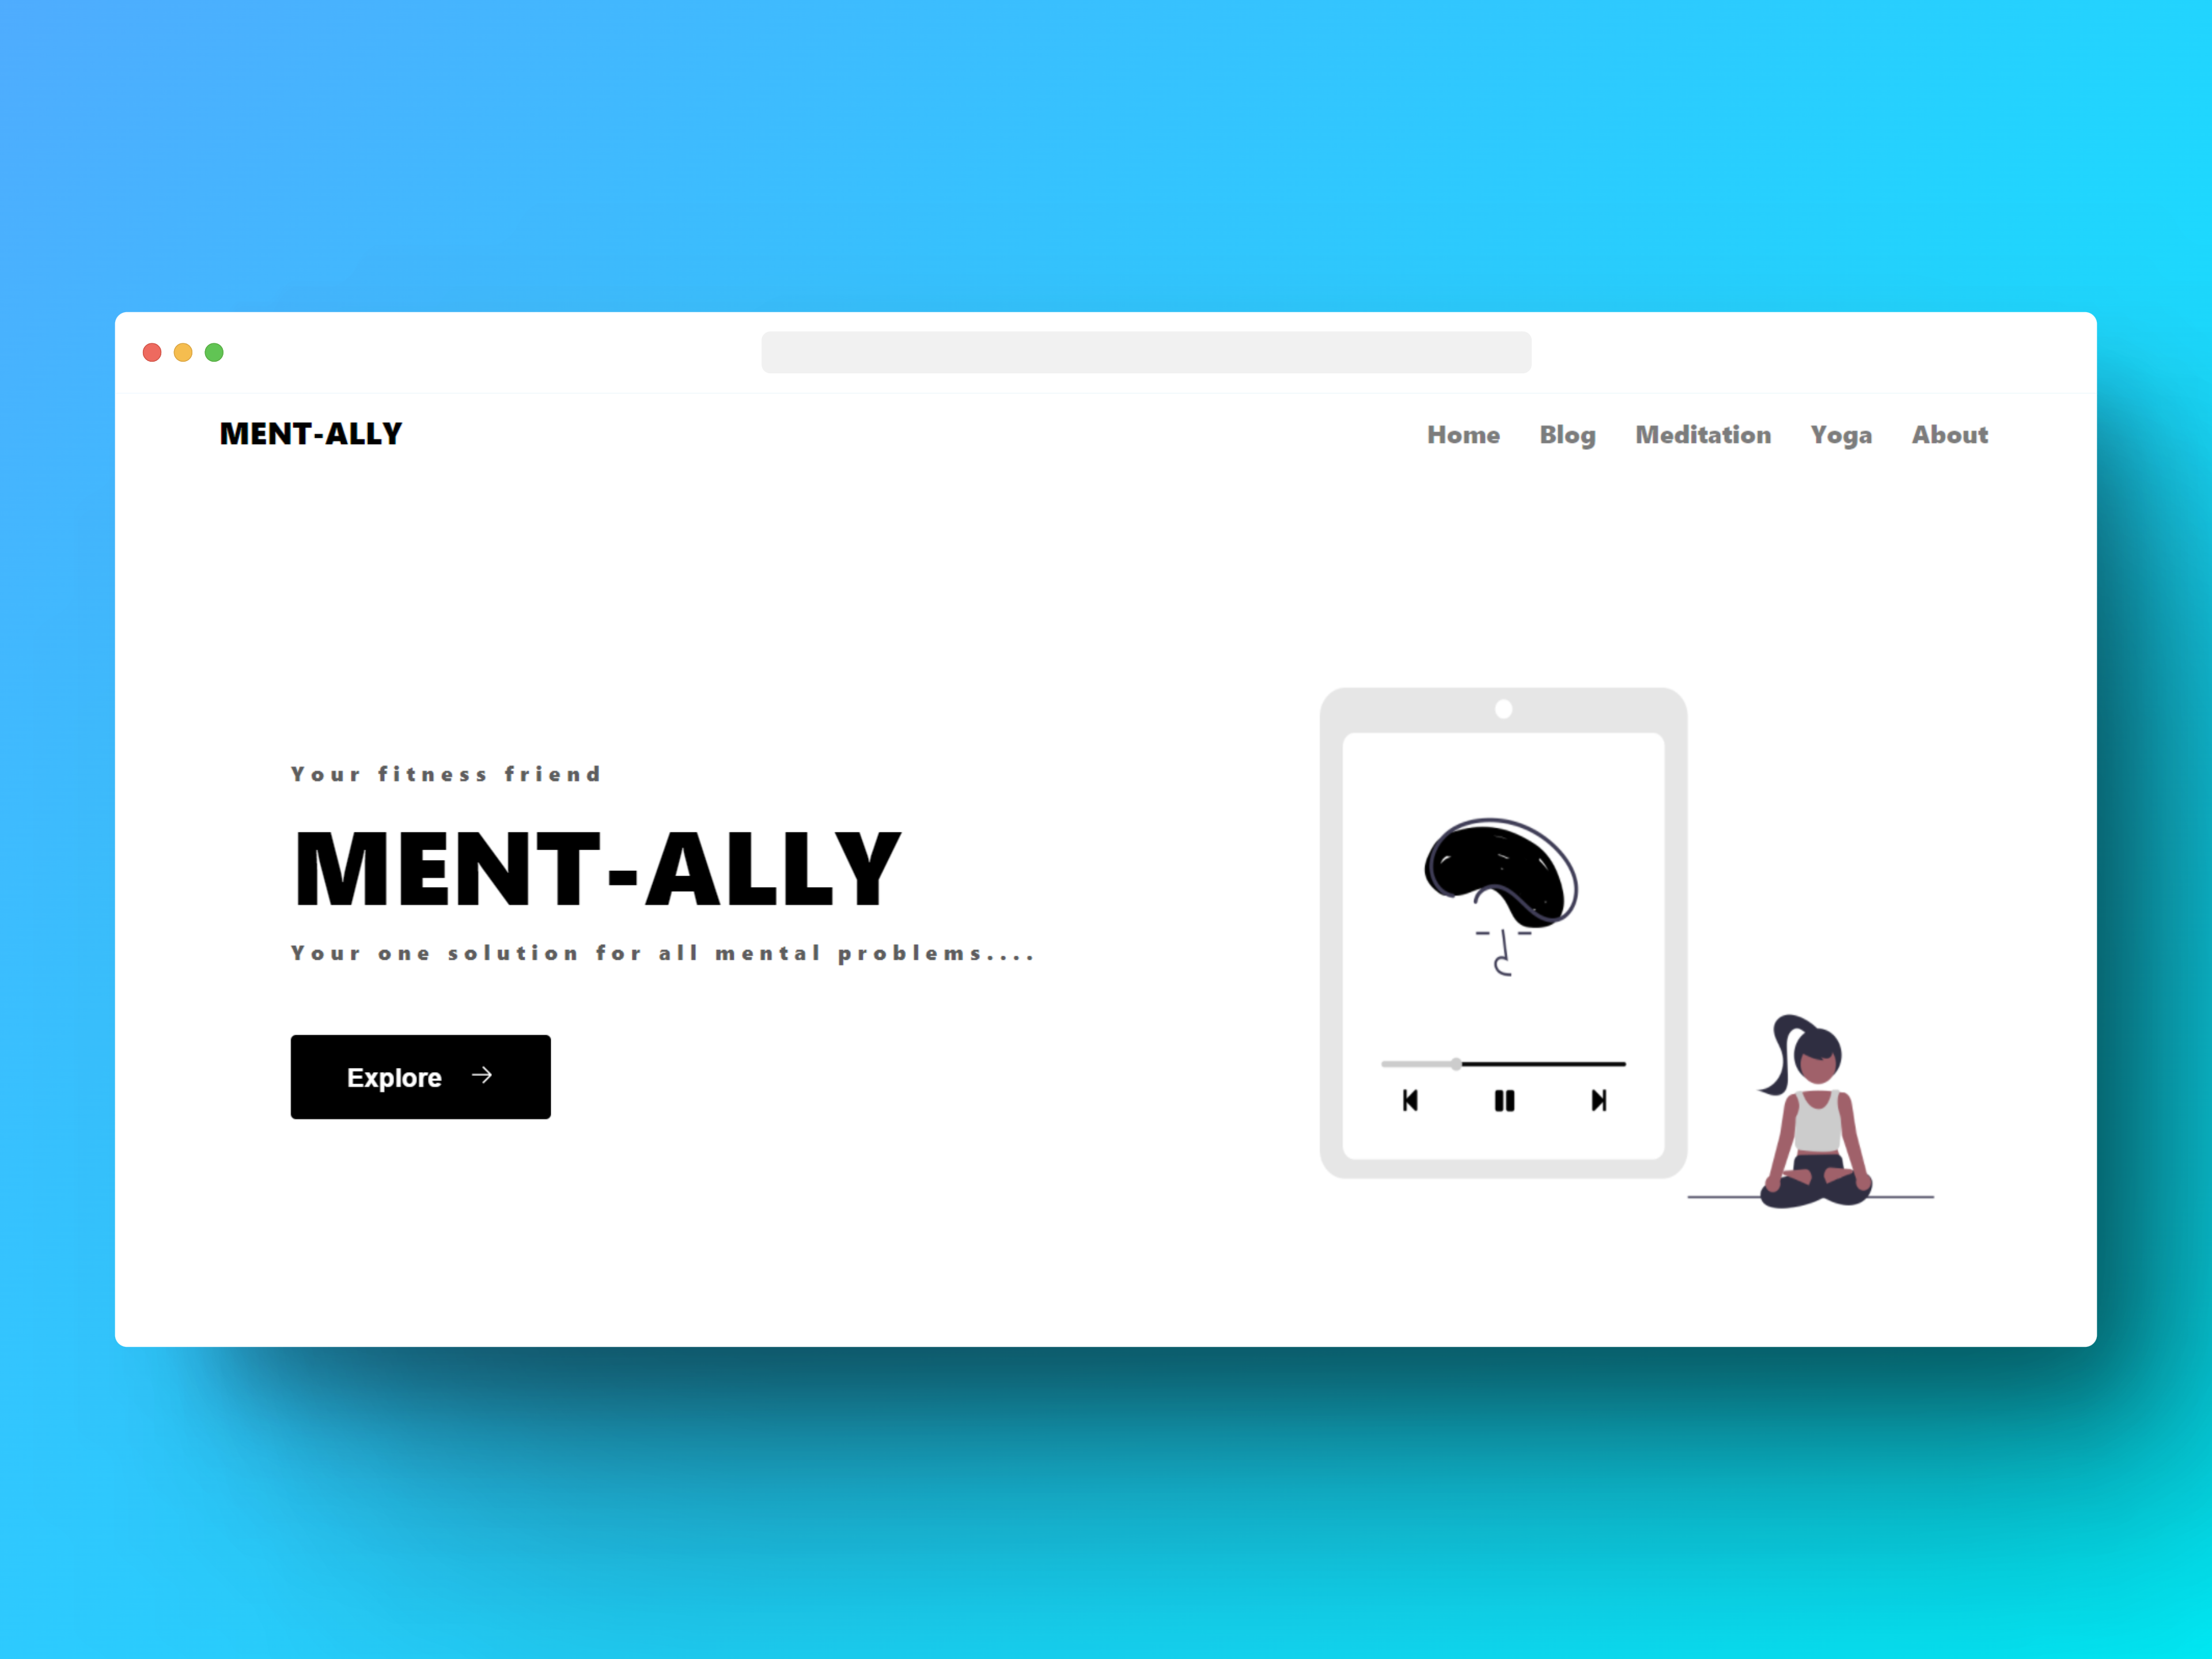 MENT-ALLY
Home Blog Meditation Yoga About
Your fitness friend
MENT-ALLY
Your one solution for all mental problems....
Explore →